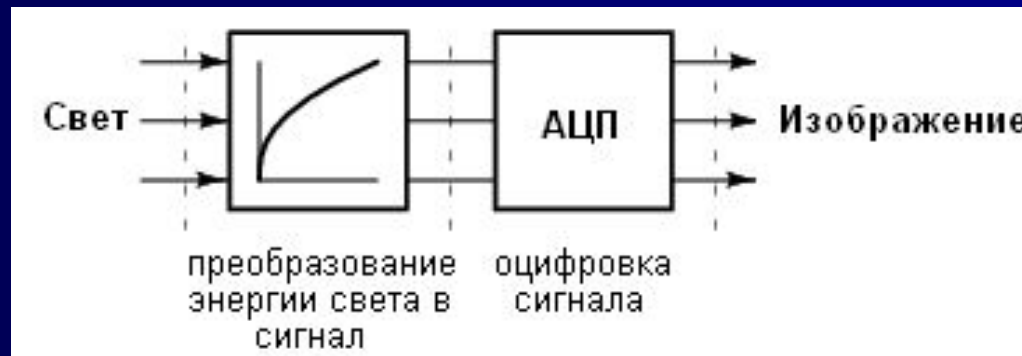 Свет
АЦП
Изображение
преобразование
энергии света в
сигнал
оцифровка
сигнала